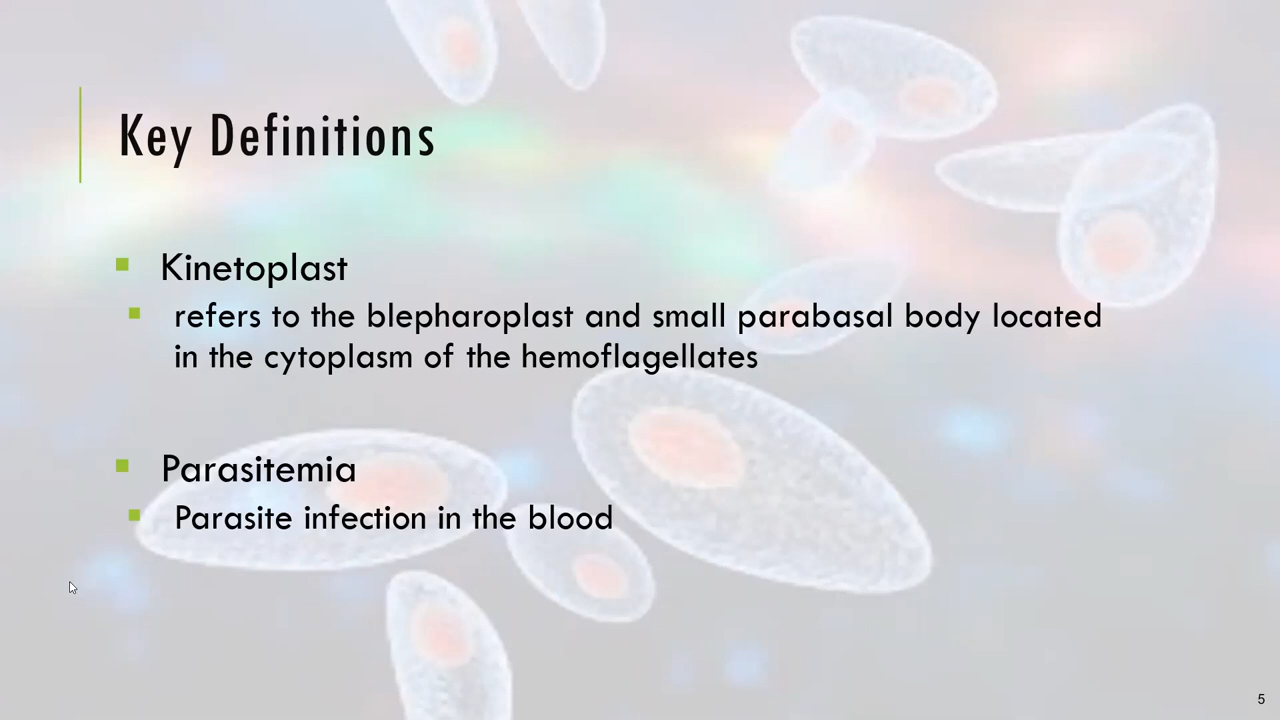 Key Definitions
Kinetoplast
refers to the blepharoplast and small parabasal body located
in the cytoplasm of the hemoflagellates
Parasitemia
Parasite infection in the blood
5